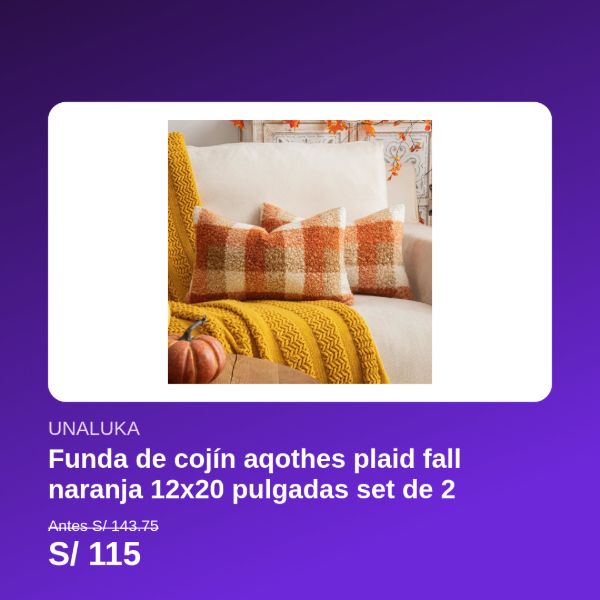 UNALUKA
Funda de cojín aqothes plaid fall
naranja 12x20 pulgadas set de 2
Antes S/ 143.75
S/ 115